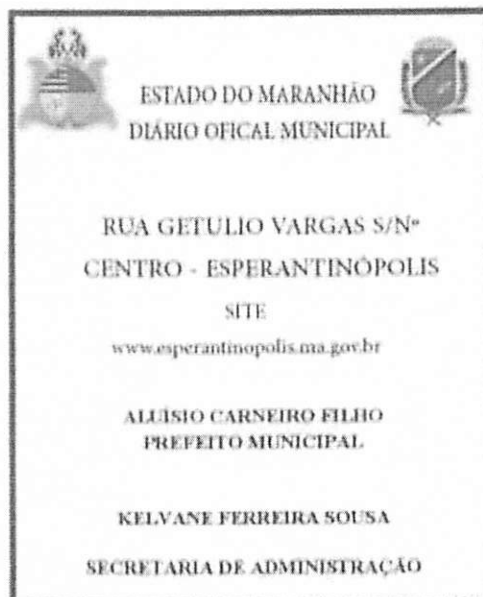 ESTADO DO MARANHÃO
DIÁRIO OFICAL MUNICIPAL
RUA GETULIO VARGAS S/Nº
CENTRO - ESPERANTINÓPOLIS
SITE
www.esperantinopolis.ma.gov.br
ALUÍSIO CARNEIRO FILHO
PREFEITO MUNICIPAL
KELVANE FERREIRA SOUSA
SECRETARIA DE ADMINISTRAÇÃO